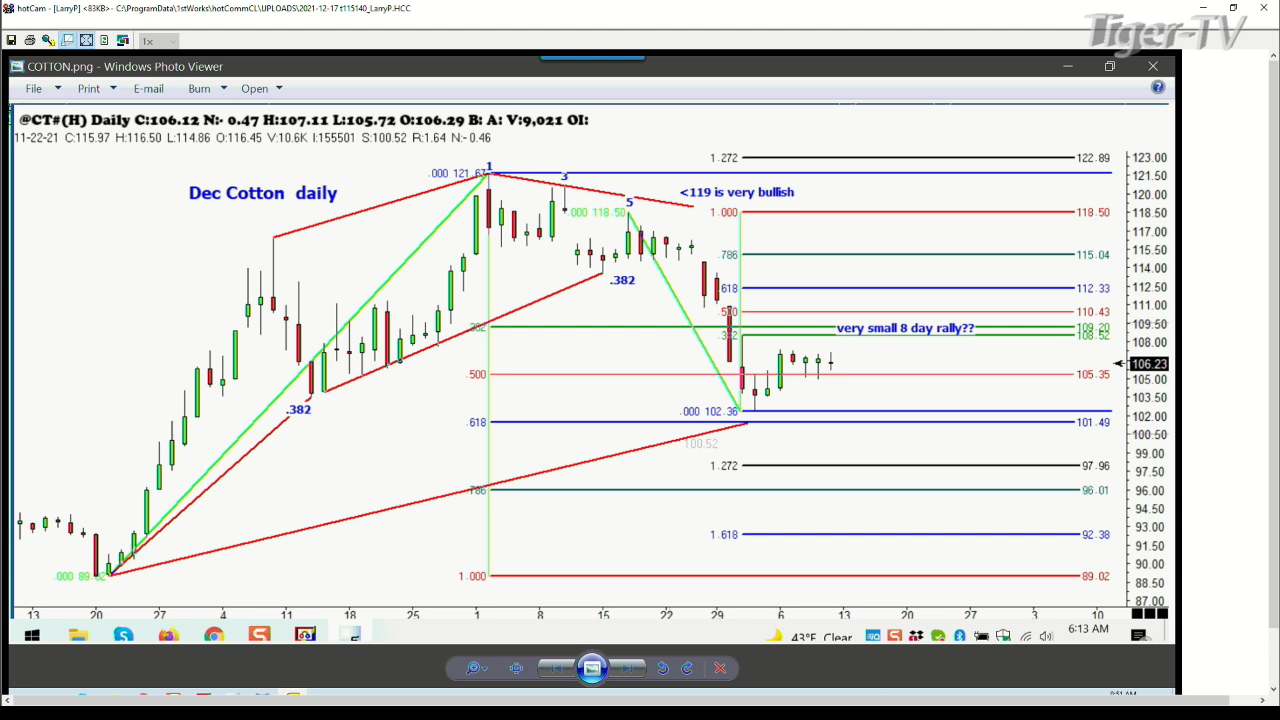 hotCam - [LarryP] <83KB>- C:\ProgramData\1stWorks\hotCommCL\UPLOADS\2021-12-17 t115140_LarryP.HCC
Tiger-TV
1x
COTTON.png - Windows Photo Viewer
File Print E-mail Burn Open
@CT#(H) Daily C:106.12 N:- 0.47 H:107.11 L:105.72 O:106.29 B: A: V:9,021 OI:
11-22-21 C:115.97 H:116.50 L:114.86 O:116.45 V:10.6K I:155501 S:100.52 R:1.64 N:-0.46
1.272 122.89 123.00
.000 121.67 1 3 121.50
Dec Cotton daily <119 is very bullish 120.00
.000 118.50 5 1.000 118.50 118.50
117.00
.786 115.04 115.50
114.00
.382 .618 112.33 112.50
.500 110.43 111.00
.382 very small 8 day rally?? 109.20 109.50
.382 108.52 108.00
106.23
.500 105.35 105.00
103.50
.382 .000 102.36 102.00
.618 101.49
100.52 100.50
99.00
1.272 97.96 97.50
.786 96.01 96.00
94.50
93.00
1.618 92.38
91.50
90.00
.000 89.02 1.000 89.02
88.50
87.00
13 20 27 4 11 18 25 1 8 15 22 29 6 13 20 27 3 10
43°F Clear 6:13 AM
9:51 AM